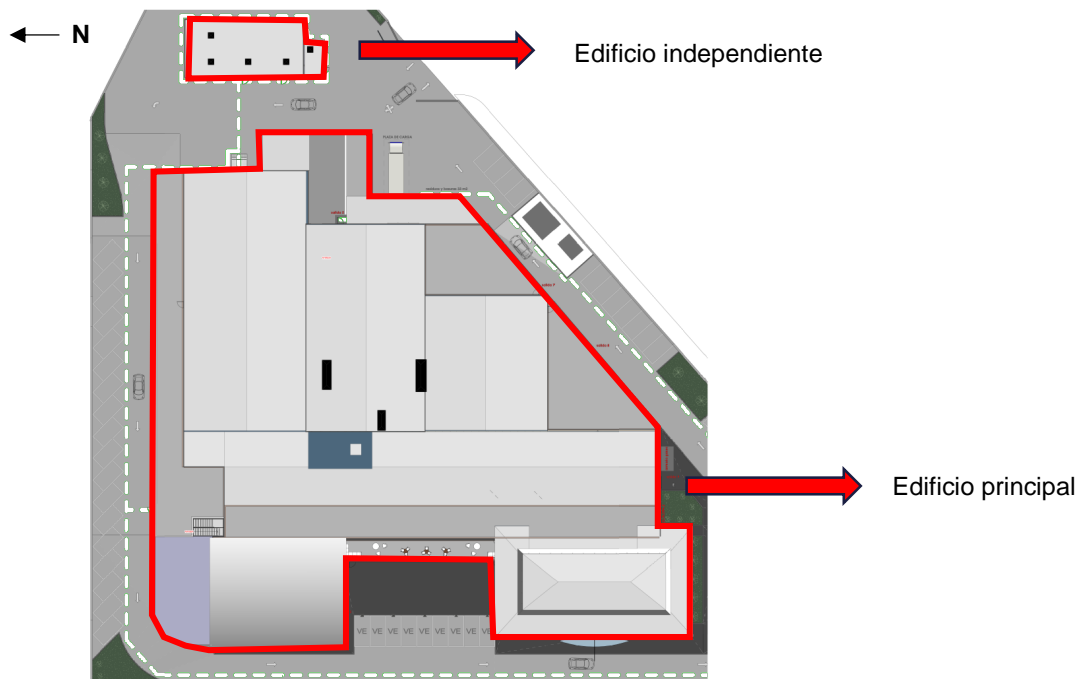 N
Edificio independiente
PLAZA DE CARGA
Edificio principal
VE VE VE VE VE VE VE VE VE